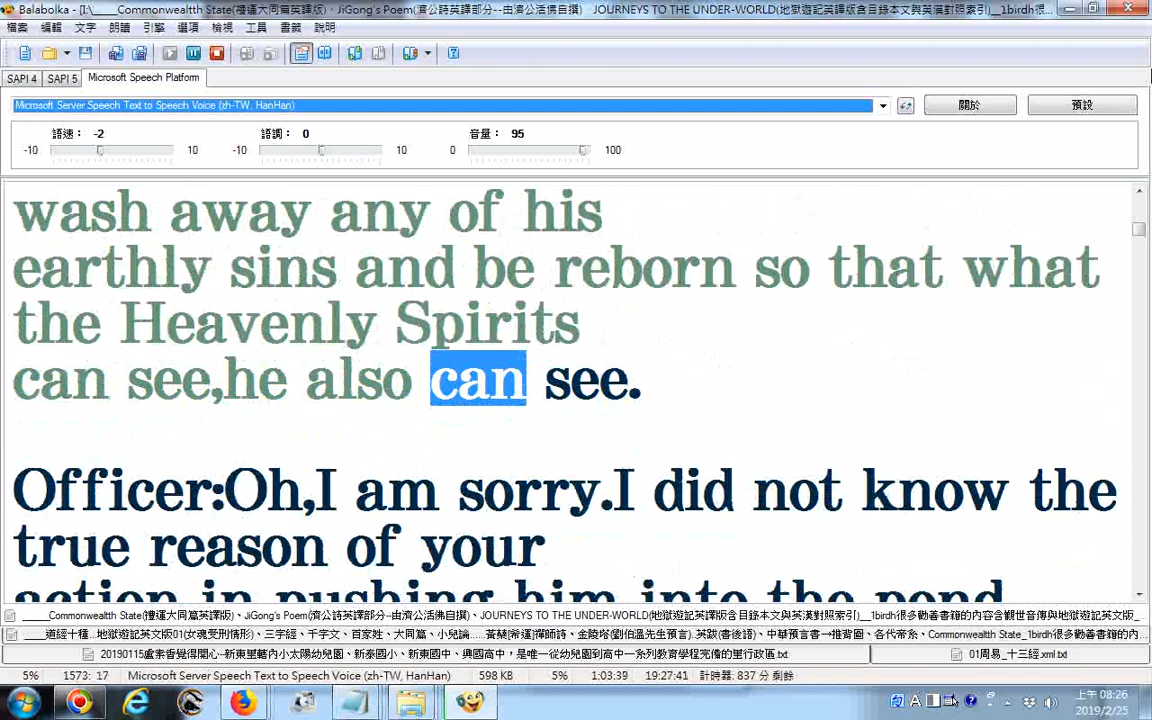 Balabolka - [I:\____Commonwealtth State(禮運大同篇英譯版)、JiGong's Poem(濟公詩英譯部分--由濟公活佛自撰)、JOURNEYS TO THE UNDER-WORLD(地獄遊記英譯版含目錄本文與英漢對照索引)__1birdh很...
檔案 編輯 文字 朗讀 引擎 選項 檢視 工具 書籤 說明
SAPI 4 SAPI 5 Microsoft Speech Platform
Microsoft Server Speech Text to Speech Voice (zh-TW, HanHan) 關於 預設
語速： -2 語調： 0 音量： 95
-10 10 -10 10 0 100
wash away any of his
earthly sins and be reborn so that what
the Heavenly Spirits
can see,he also can see.
Officer:Oh,I am sorry.I did not know the
true reason of your
action in pushing him into the pond
____Commonwealtth State(禮運大同篇英譯版)、JiGong's Poem(濟公詩英譯部分--由濟公活佛自撰)、JOURNEYS TO THE UNDER-WORLD(地獄遊記英譯版含目錄本文與英漢對照索引)__1birdh很多勸善書籍的內容含觀世音傳與地獄遊記英文版_
道經十種...地獄遊記英文版01(女魂受刑情形)、三字經、千字文、百家姓、大同篇、小兒論......黃蘗[希運]禪師詩、金陵塔(劉伯溫先生預言).英跋(書後語)、中華預言書一推背圖、各代帝系、Commonwealth State_1birdh很多勸善書籍的內...
20190115盧素香覺得開心--新東里轄內小太陽幼兒園、新泰國小、新東國中、興國高中，是唯一從幼兒園到高中一系列教育學程完備的里行政區.txt 01周易_十三經.xml.txt
5% 1573: 17 Microsoft Server Speech Text to Speech Voice (zh-TW, HanHan) 598 KB 5% 1:03:39 19:27:41 計時器: 837 分 剩餘
上午 08:26
2019/2/25